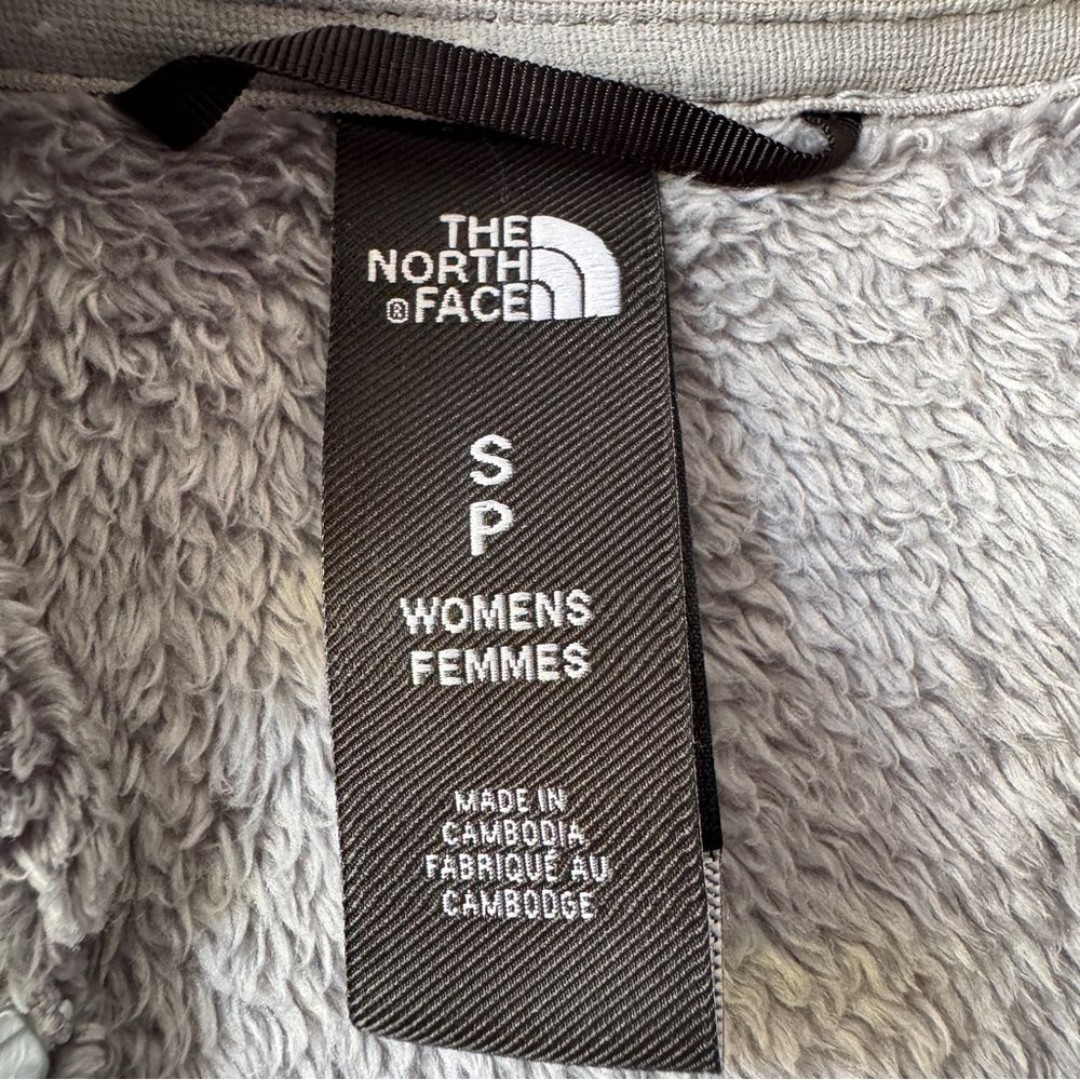 THE
NORTH
® FACE
S
P
WOMENS
FEMMES
MADE IN
CAMBODIA
FABRIQUÉ AU
CAMBODGE